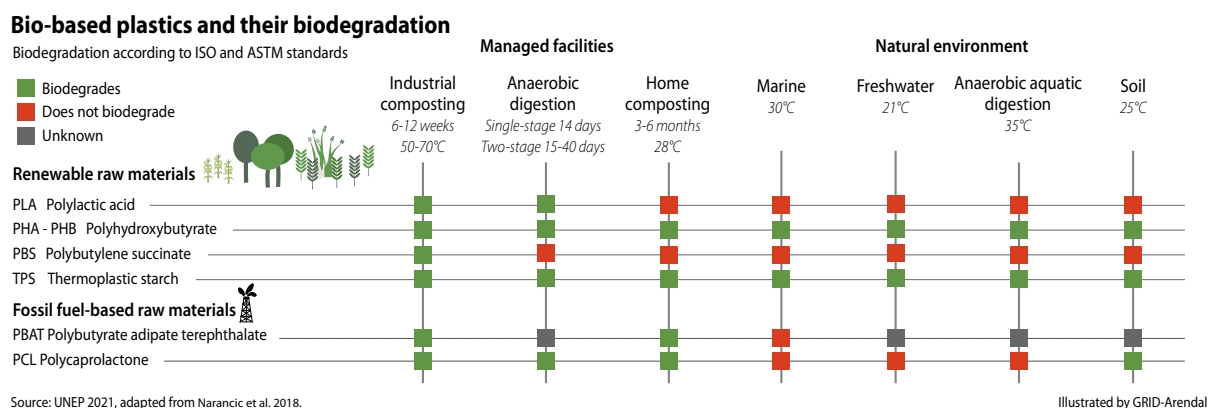 Bio-based plastics and their biodegradation
Biodegradation according to ISO and ASTM standards
Biodegrades
Does not biodegrade
Unknown
Managed facilities
Natural environment
Industrial
composting
6-12 weeks
50-70°C
Anaerobic
digestion
Single-stage 14 days
Two-stage 15-40 days
Home
composting
3-6 months
28°C
Marine
30°C
Freshwater
21°C
Anaerobic aquatic
digestion
35°C
Soil
25°C
Renewable raw materials
PLA Polylactic acid
PHA - PHB Polyhydroxybutyrate
PBS Polybutylene succinate
TPS Thermoplastic starch
Fossil fuel-based raw materials
PBAT Polybutyrate adipate terephthalate
PCL Polycaprolactone
Source: UNEP 2021, adapted from Narancic et al. 2018.
Illustrated by GRID-Arendal